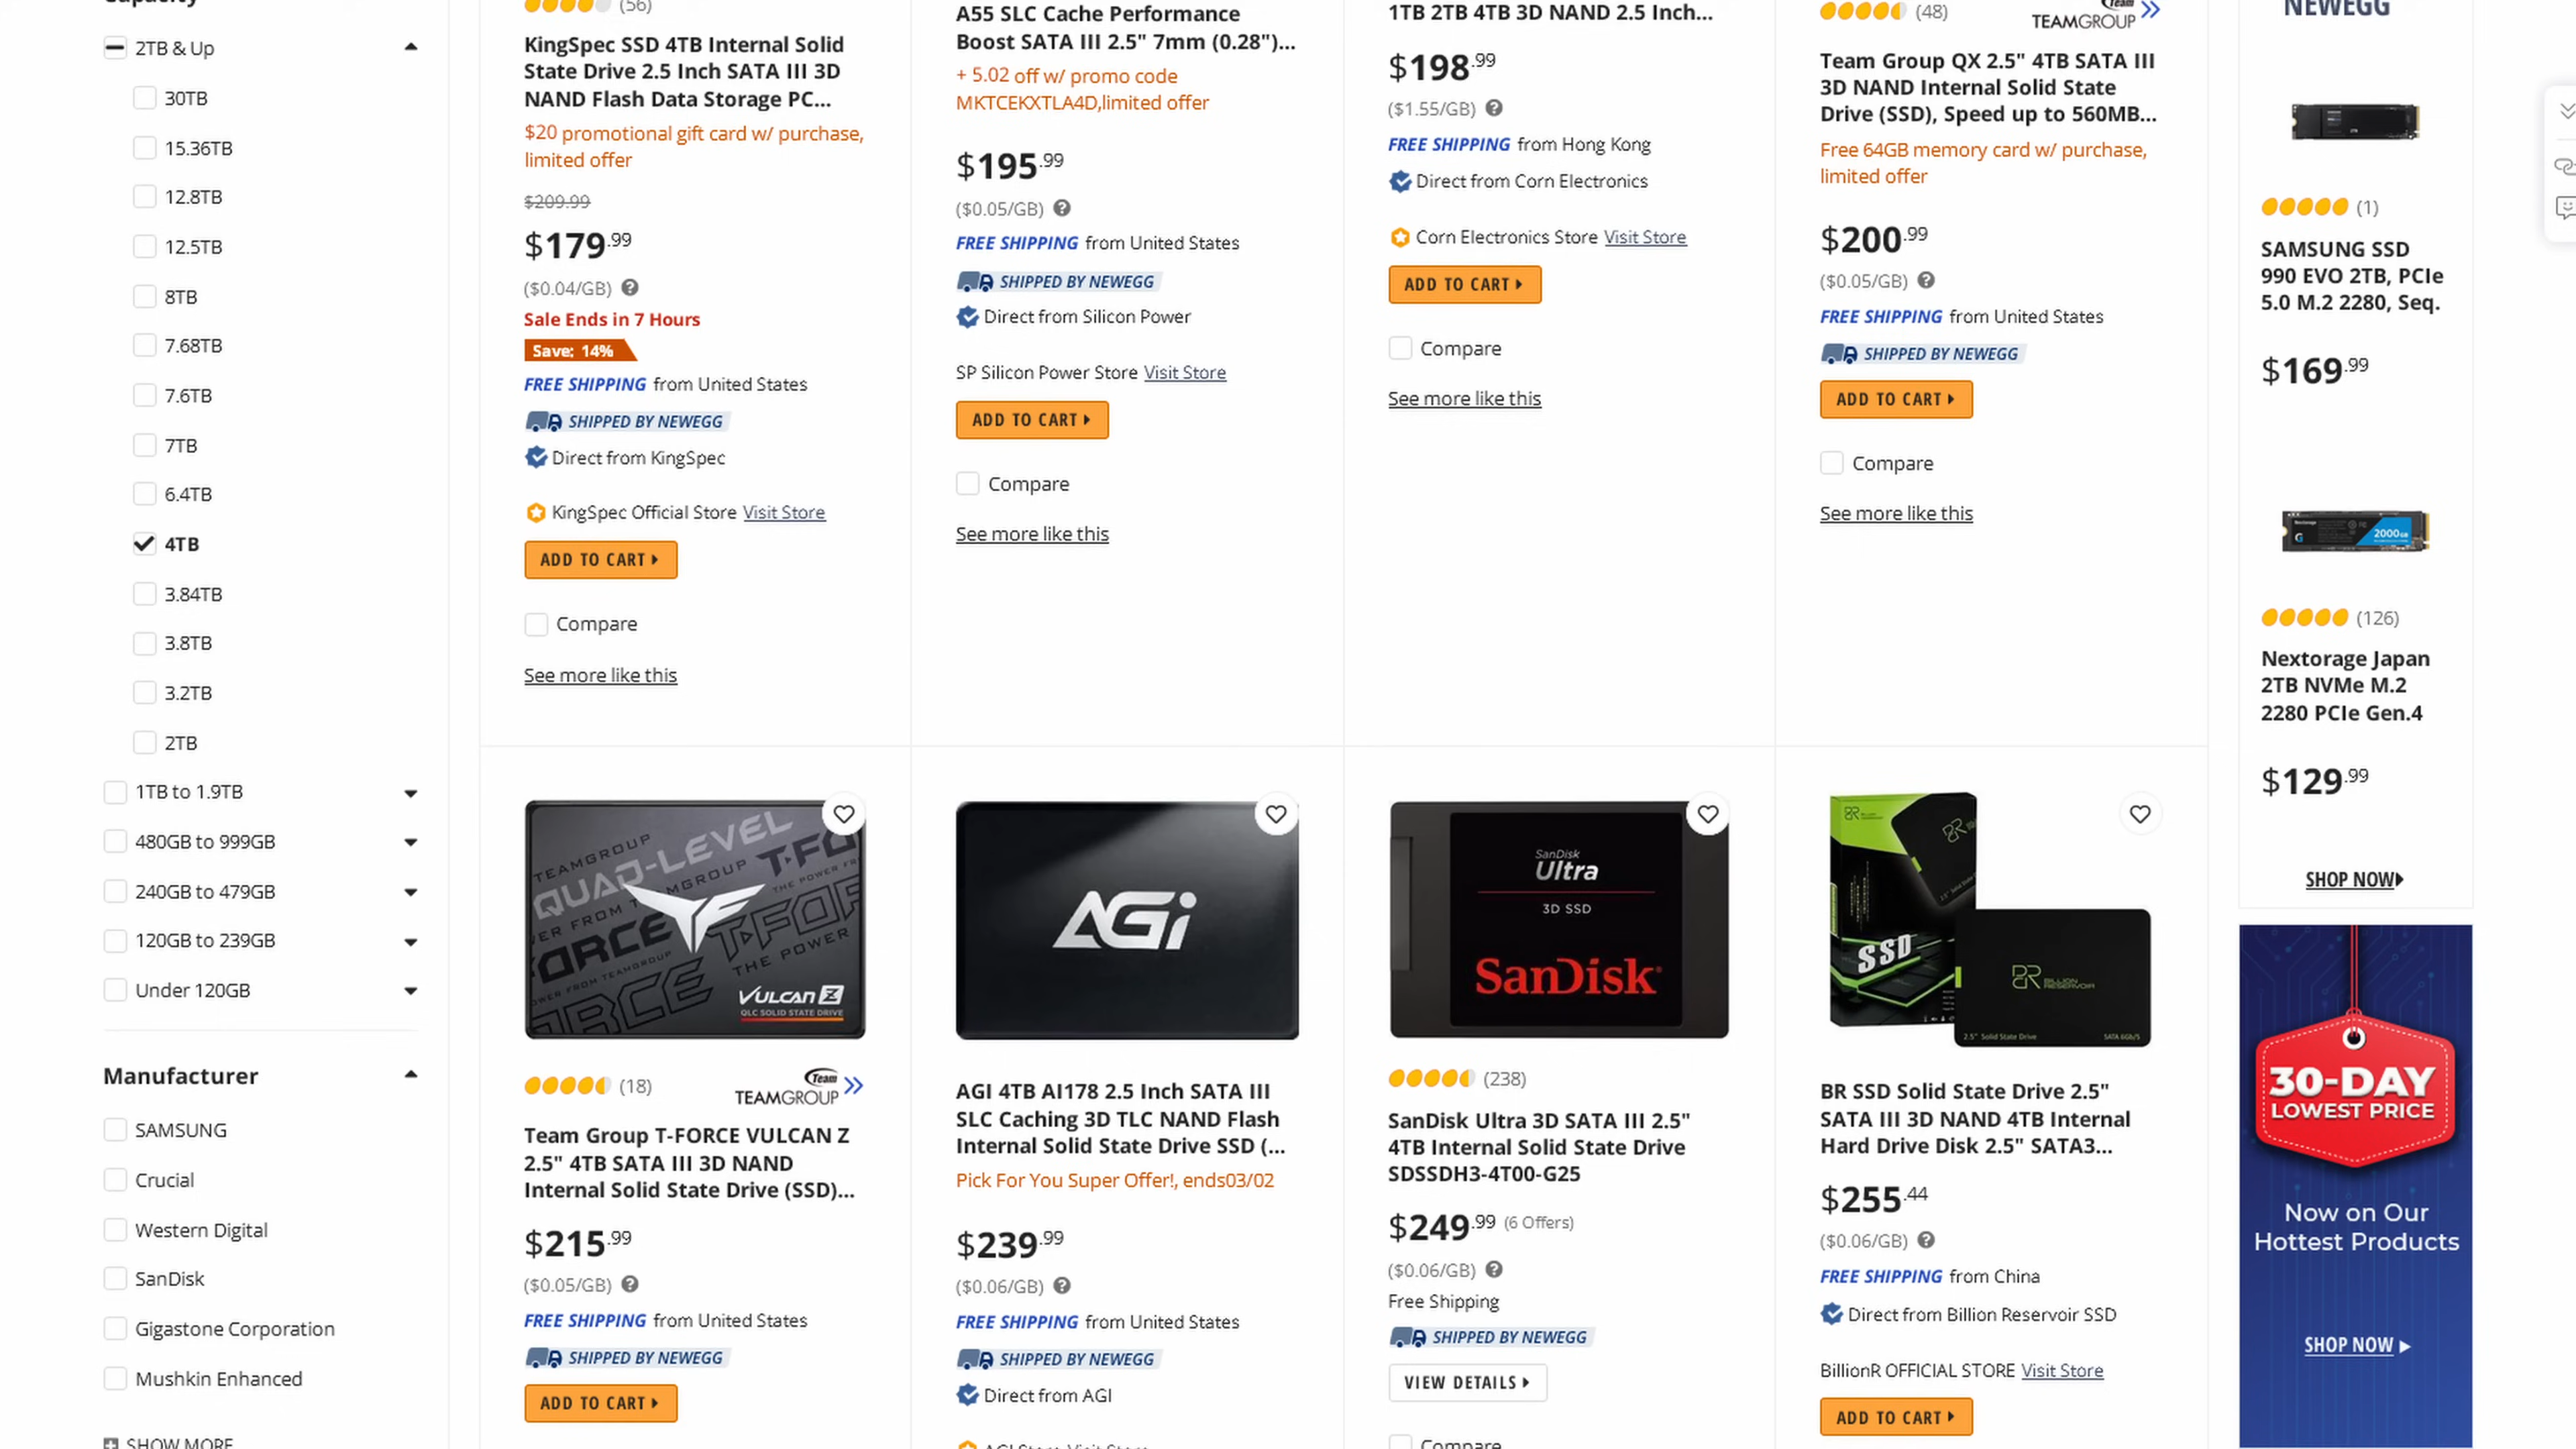 2TB & Up
30TB
15.36TB
12.8TB
12.5TB
8TB
7.68TB
7.6TB
7TB
6.4TB
4TB
3.84TB
3.8TB
3.2TB
2TB
1TB to 1.9TB
480GB to 999GB
240GB to 479GB
120GB to 239GB
Under 120GB
Manufacturer
SAMSUNG
Crucial
Western Digital
SanDisk
Gigastone Corporation
Mushkin Enhanced
SHOW MORE
(56)
KingSpec SSD 4TB Internal Solid
State Drive 2.5 Inch SATA III 3D
NAND Flash Data Storage PC...
$20 promotional gift card w/ purchase,
limited offer
$209.99
$179.99
($0.04/GB)
Sale Ends in 7 Hours
Save: 14%
FREE SHIPPING from United States
SHIPPED BY NEWEGG
Direct from KingSpec
KingSpec Official Store Visit Store
ADD TO CART
Compare
See more like this
A55 SLC Cache Performance
Boost SATA III 2.5" 7mm (0.28")...
+ 5.02 off w/ promo code
MKTCEKXTLA4D,limited offer
$195.99
($0.05/GB)
FREE SHIPPING from United States
SHIPPED BY NEWEGG
Direct from Silicon Power
SP Silicon Power Store Visit Store
ADD TO CART
Compare
See more like this
1TB 2TB 4TB 3D NAND 2.5 Inch...
$198.99
($1.55/GB)
FREE SHIPPING from Hong Kong
Direct from Corn Electronics
Corn Electronics Store Visit Store
ADD TO CART
Compare
See more like this
(48)
Team
TEAMGROUP
Team Group QX 2.5" 4TB SATA III
3D NAND Internal Solid State
Drive (SSD), Speed up to 560MB...
Free 64GB memory card w/ purchase,
limited offer
$200.99
($0.05/GB)
FREE SHIPPING from United States
SHIPPED BY NEWEGG
ADD TO CART
Compare
See more like this
TEAMGROUP
QUAD-LEVEL
THE POWER
VULCAN Z
QLC SOLID STATE DRIVE
(18)
Team
TEAMGROUP
Team Group T-FORCE VULCAN Z
2.5" 4TB SATA III 3D NAND
Internal Solid State Drive (SSD)...
$215.99
($0.05/GB)
FREE SHIPPING from United States
SHIPPED BY NEWEGG
ADD TO CART
AGi
AGI 4TB AI178 2.5 Inch SATA III
SLC Caching 3D TLC NAND Flash
Internal Solid State Drive SSD (...
Pick For You Super Offer!, ends03/02
$239.99
($0.06/GB)
FREE SHIPPING from United States
SHIPPED BY NEWEGG
Direct from AGI
AGI Store Visit Store
SanDisk
Ultra
3D SSD
SanDisk
(238)
SanDisk Ultra 3D SATA III 2.5"
4TB Internal Solid State Drive
SDSSDH3-4T00-G25
$249.99 (6 Offers)
($0.06/GB)
Free Shipping
SHIPPED BY NEWEGG
VIEW DETAILS
Compare
BR
SSD
BR BILLION RESERVOIR
2.5" Solid State Drive
SATA 6Gb/S
BR SSD Solid State Drive 2.5"
SATA III 3D NAND 4TB Internal
Hard Drive Disk 2.5" SATA3...
$255.44
($0.06/GB)
FREE SHIPPING from China
Direct from Billion Reservoir SSD
BillionR OFFICIAL STORE Visit Store
ADD TO CART
NEWEGG
(1)
SAMSUNG SSD
990 EVO 2TB, PCIe
5.0 M.2 2280, Seq.
$169.99
Nextorage
2000GB
(126)
Nextorage Japan
2TB NVMe M.2
2280 PCIe Gen.4
$129.99
SHOP NOW
30-DAY
LOWEST PRICE
Now on Our
Hottest Products
SHOP NOW